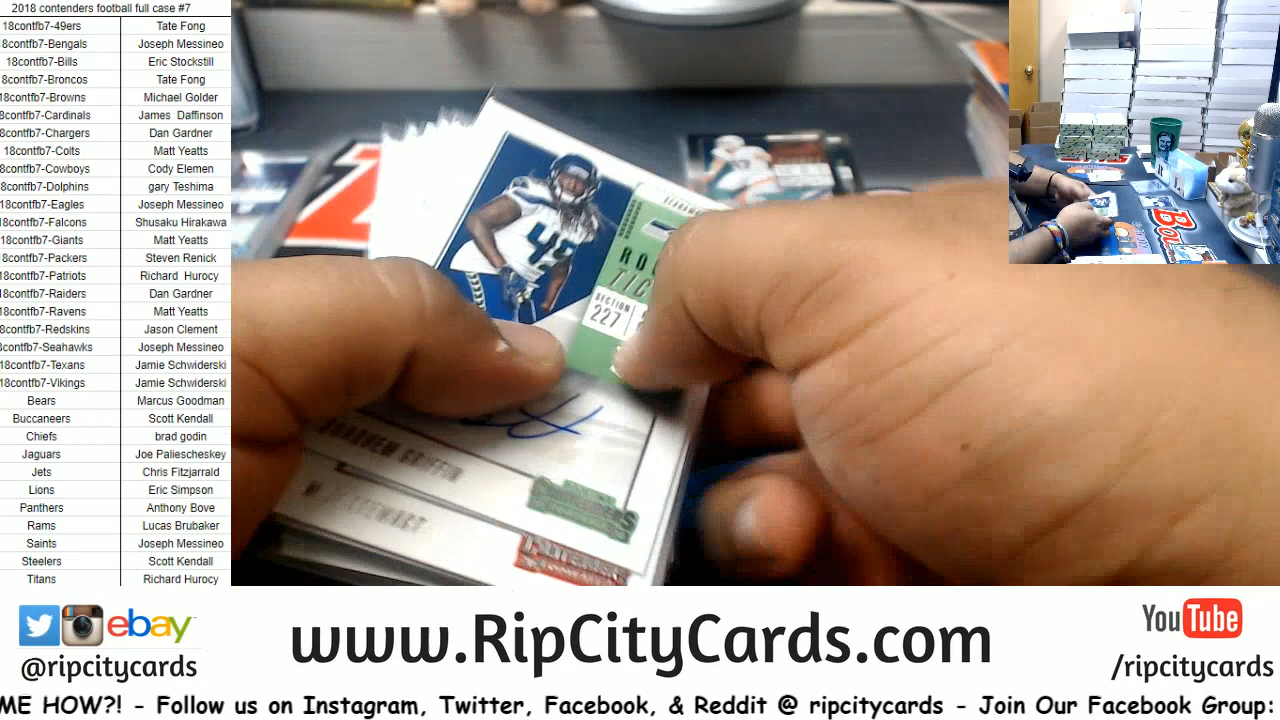 2018 contenders football full case #7
18contfb7-49ers Tate Fong
8contfb7-Bengals Joseph Messineo
18contfb7-Bills Eric Stockstill
8contfb7-Broncos Tate Fong
18contfb7-Browns Michael Golder
8contfb7-Cardinals James Daffinson
8contfb7-Chargers Dan Gardner
18contfb7-Colts Matt Yeatts
8contfb7-Cowboys Cody Elemen
8contfb7-Dolphins gary Teshima
18contfb7-Eagles Joseph Messineo
18contfb7-Falcons Shusaku Hirakawa
18contfb7-Giants Matt Yeatts
8contfb7-Packers Steven Renick
18contfb7-Patriots Richard Hurocy
18contfb7-Raiders Dan Gardner
18contfb7-Ravens Matt Yeatts
8contfb7-Redskins Jason Clement
8contfb7-Seahawks Joseph Messineo
18contfb7-Texans Jamie Schwiderski
18contfb7-Vikings Jamie Schwiderski
Bears Marcus Goodman
Buccaneers Scott Kendall
Chiefs brad godin
Jaguars Joe Paliescheskey
Jets Chris Fitzjarrald
Lions Eric Simpson
Panthers Anthony Bove
Rams Lucas Brubaker
Saints Joseph Messineo
Steelers Scott Kendall
Titans Richard Hurocy
49
SECTION
227
GRIFFIN
ebay
@ripcitycards
www.RipCityCards.com
YouTube
/ripcitycards
ME HOW?! - Follow us on Instagram, Twitter, Facebook, & Reddit @ ripcitycards - Join Our Facebook Group: